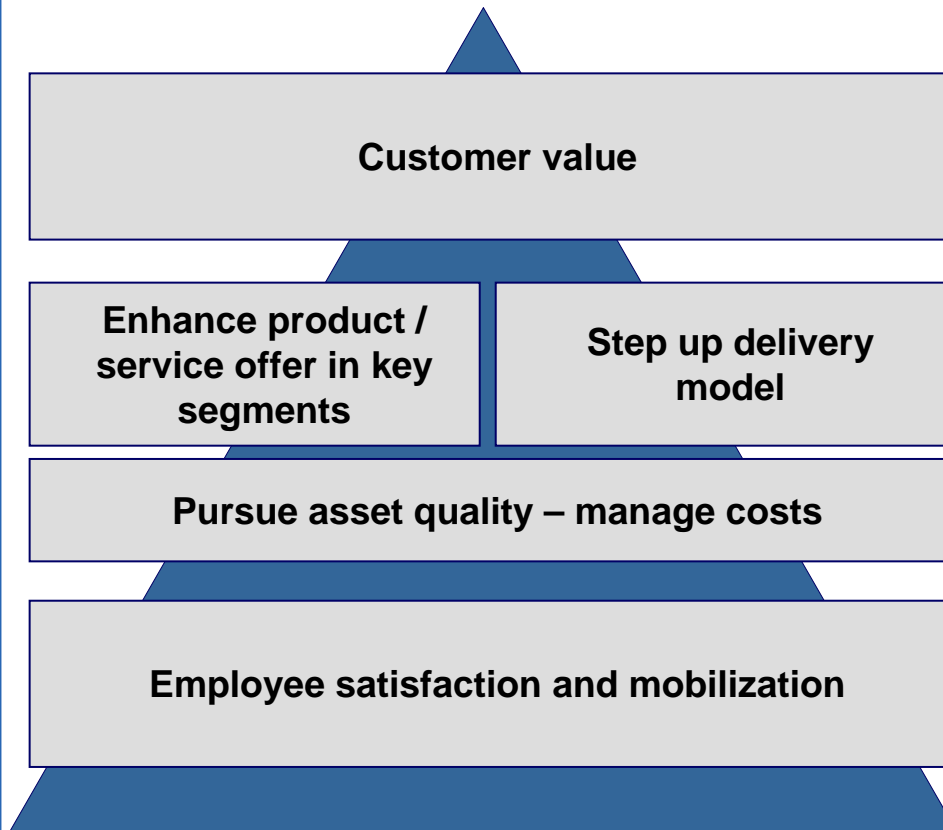 Customer value
Enhance product /
service offer in key
segments
Step up delivery
model
Pursue asset quality – manage costs
Employee satisfaction and mobilization